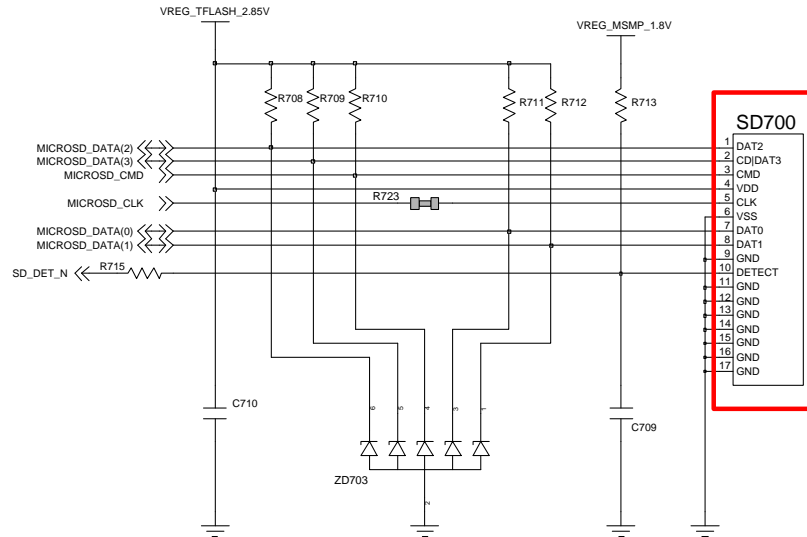 VREG_TFLASH_2.85V
VREG_MSMP_1.8V
R708
R709
R710
R711
R712
R713
SD700
MICROSD_DATA(2)
1 DAT2
MICROSD_DATA(3)
2 CD|DAT3
MICROSD_CMD
3 CMD
4 VDD
MICROSD_CLK
R723
5 CLK
6 VSS
MICROSD_DATA(0)
7 DAT0
MICROSD_DATA(1)
8 DAT1
9 GND
SD_DET_N
R715
10 DETECT
11 GND
12 GND
13 GND
14 GND
15 GND
16 GND
17 GND
C710
6
5
4
3
1
C709
ZD703
2